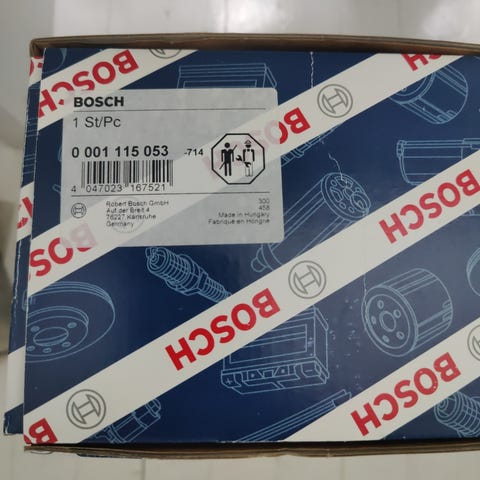 BOSCH
1 St/Pc
0 001 115 053
-714
4 047023 167521
Robert Bosch GmbH
Auf der Breit 4
76227 Karlsruhe
Germany
300
458
Made in Hungary
Fabriqué en Hongrie
BOSCH
BOSCH
BOSCH
BOSCH
BOSCH